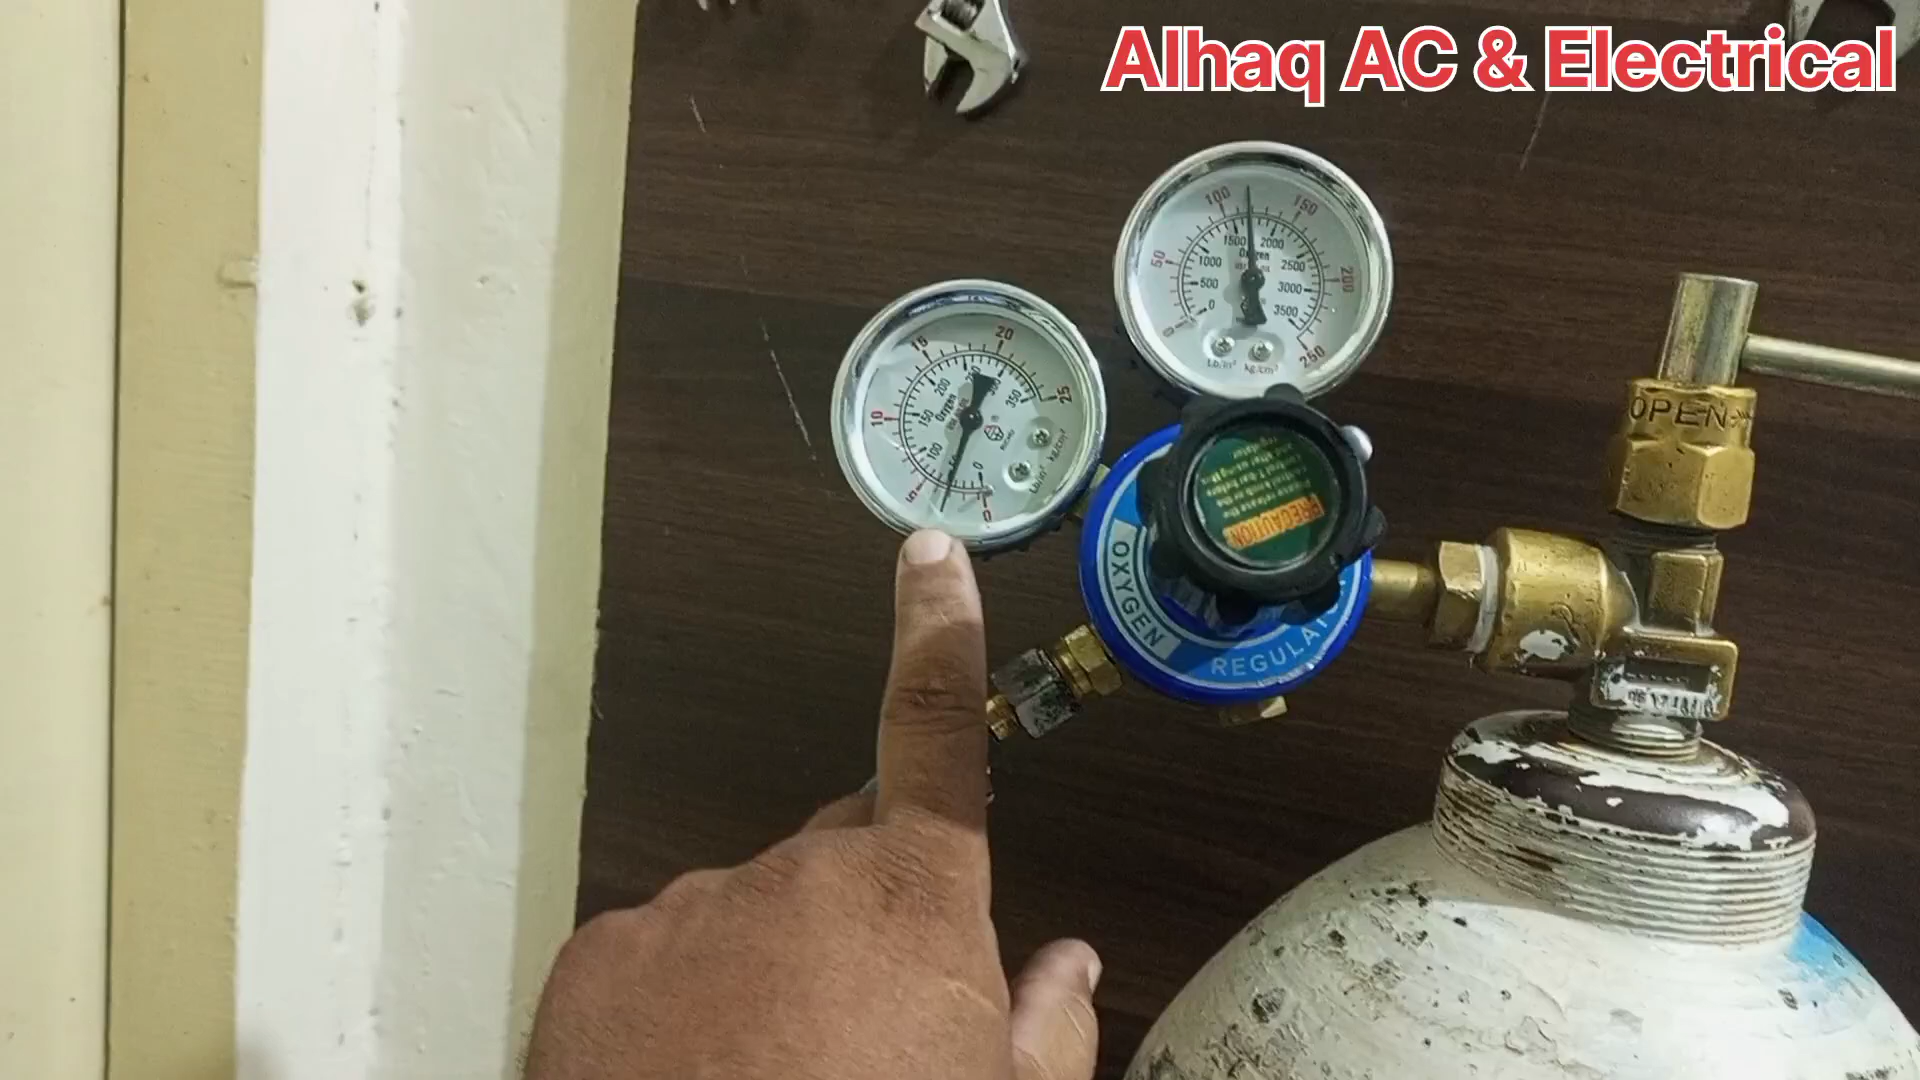 Alhaq AC & Electrical
100
150
50
200
0
250
1500
2000
1000
2500
500
3000
0
3500
Oxygen
Lb/in² kg/cm²
20
15
25
10
5
0
200
350
150
100
50
0
Oxygen
Lb/in² kg/cm²
OPEN
PRECAUTION
OXYGEN
REGULATOR